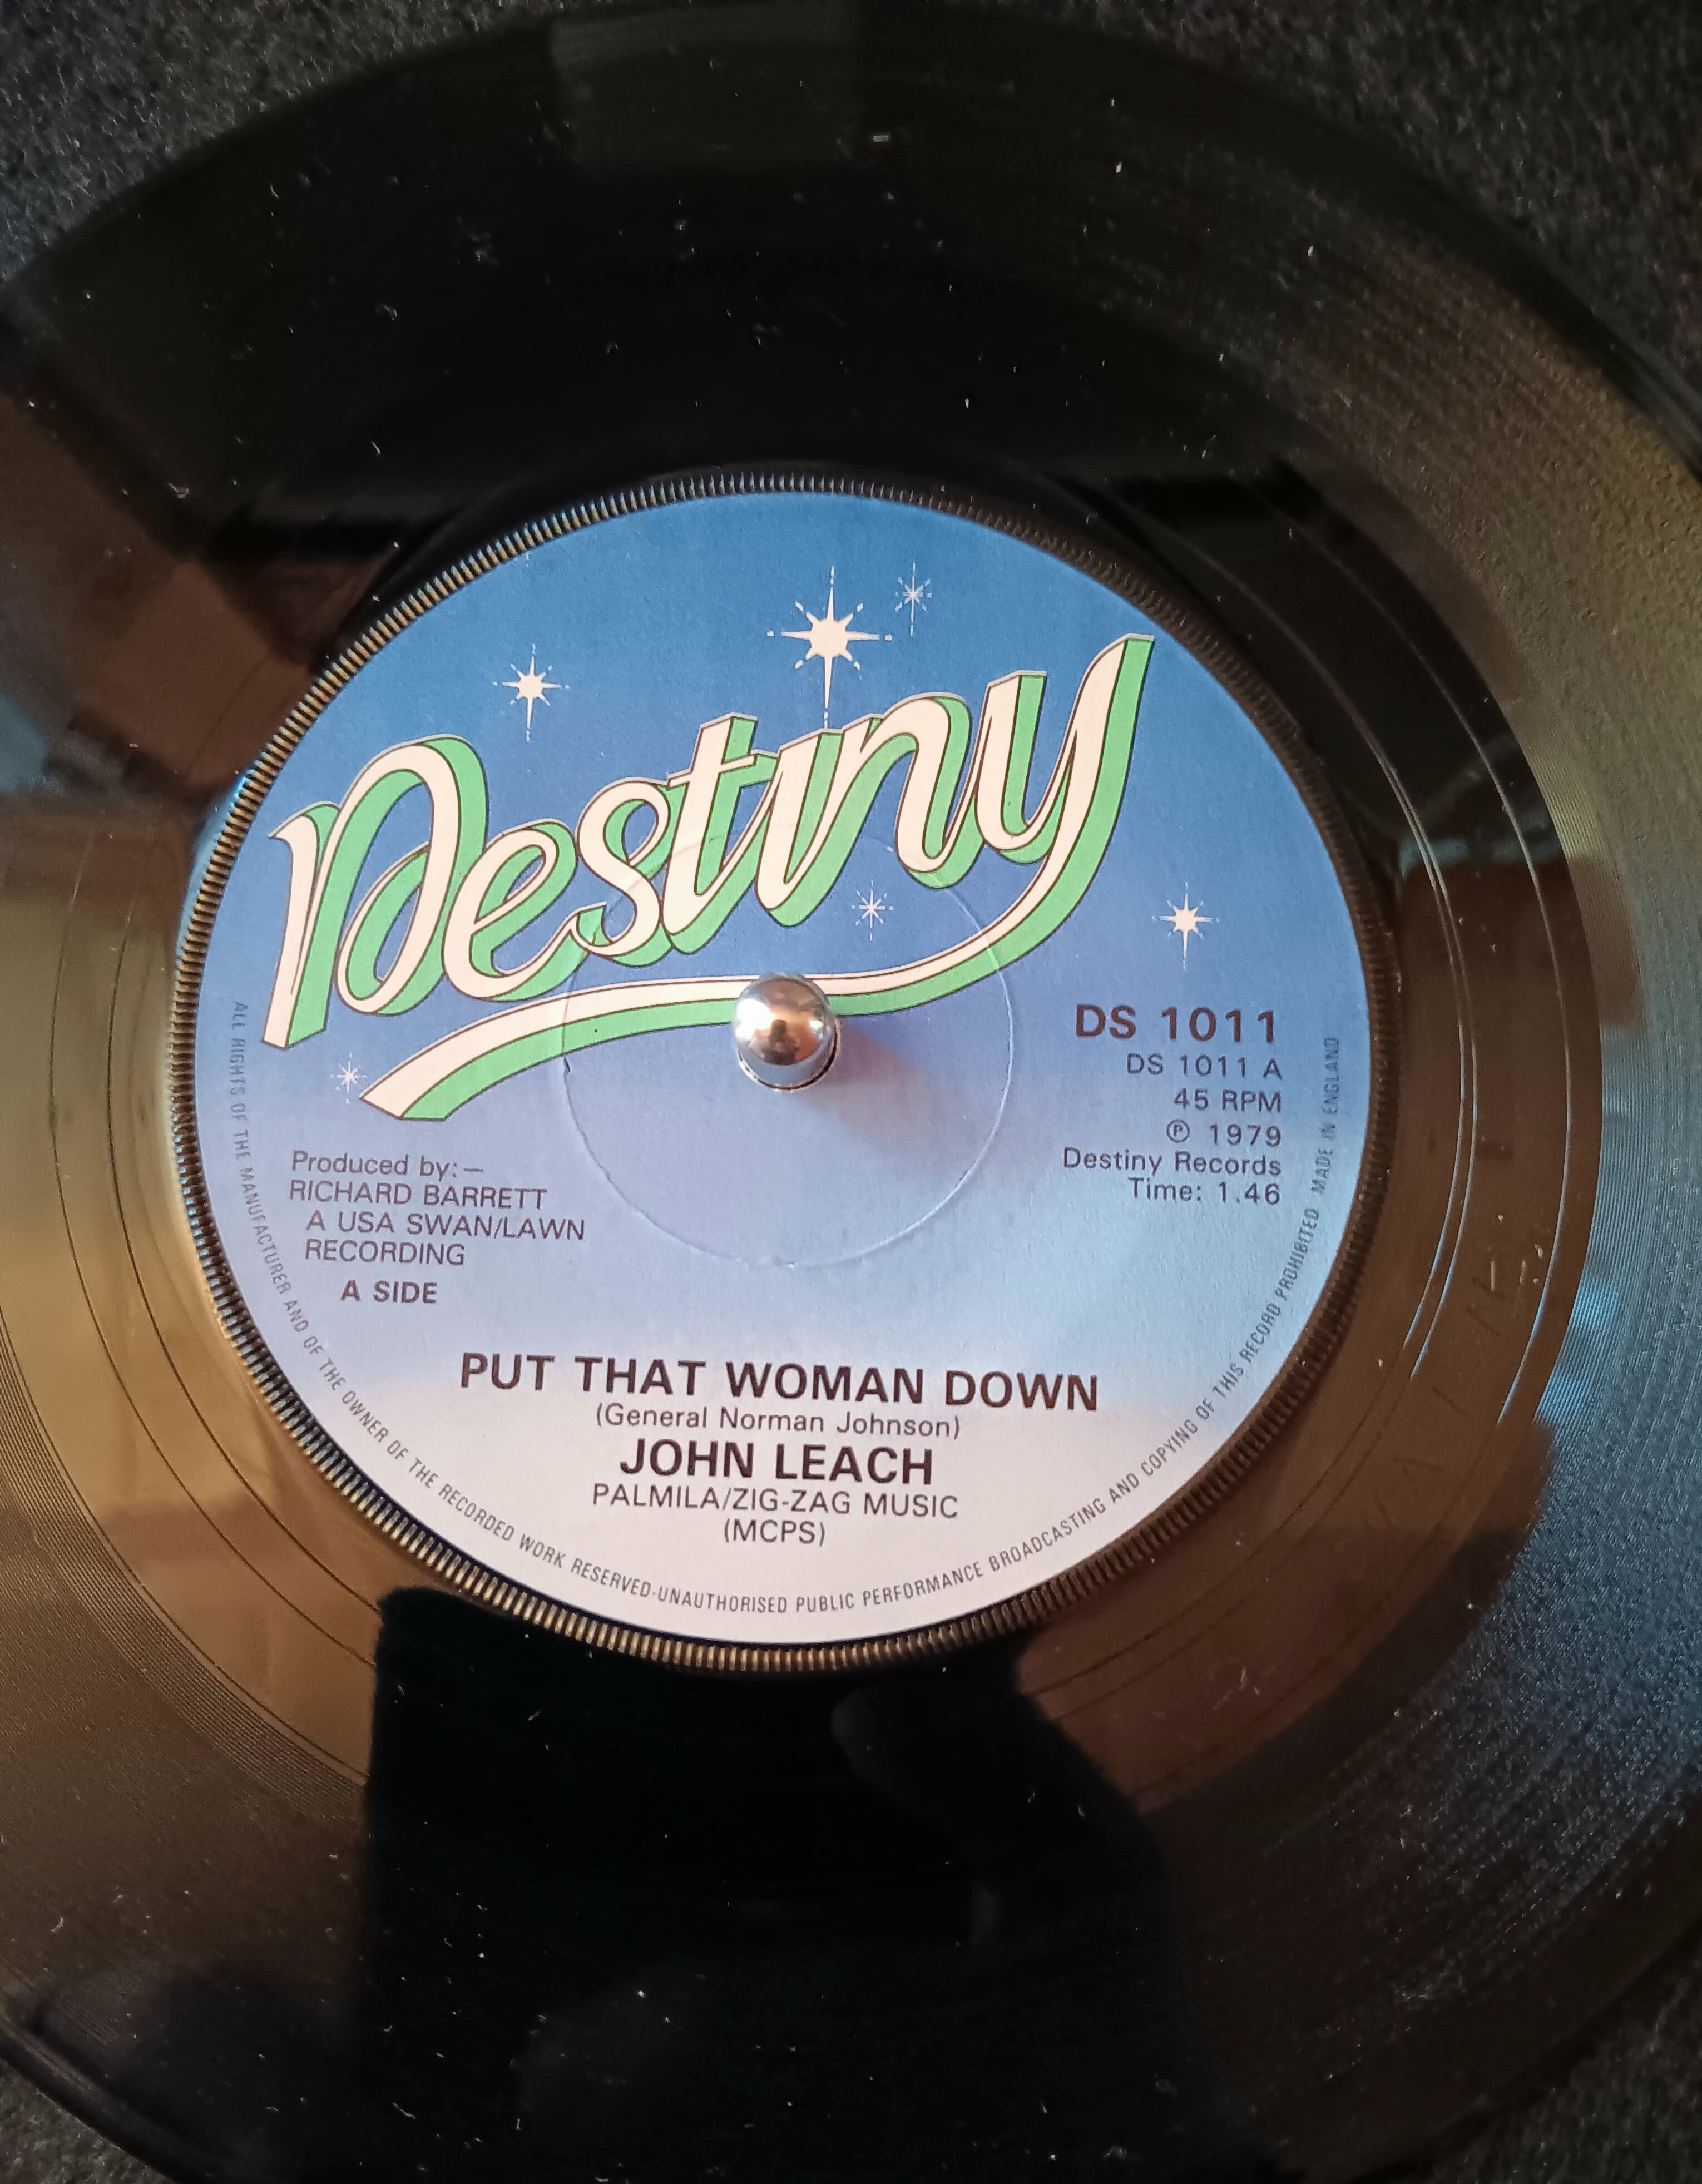 Destiny
DS 1011
DS 1011 A
45 RPM
℗ 1979
Destiny Records
Time: 1.46
Produced by:—
RICHARD BARRETT
A USA SWAN/LAWN
RECORDING
A SIDE
PUT THAT WOMAN DOWN
(General Norman Johnson)
JOHN LEACH
PALMILA/ZIG-ZAG MUSIC
(MCPS)
ALL RIGHTS OF THE MANUFACTURER AND OF THE OWNER OF THE RECORDED WORK RESERVED·UNAUTHORISED PUBLIC PERFORMANCE BROADCASTING AND COPYING OF THIS RECORD PROHIBITED MADE IN ENGLAND